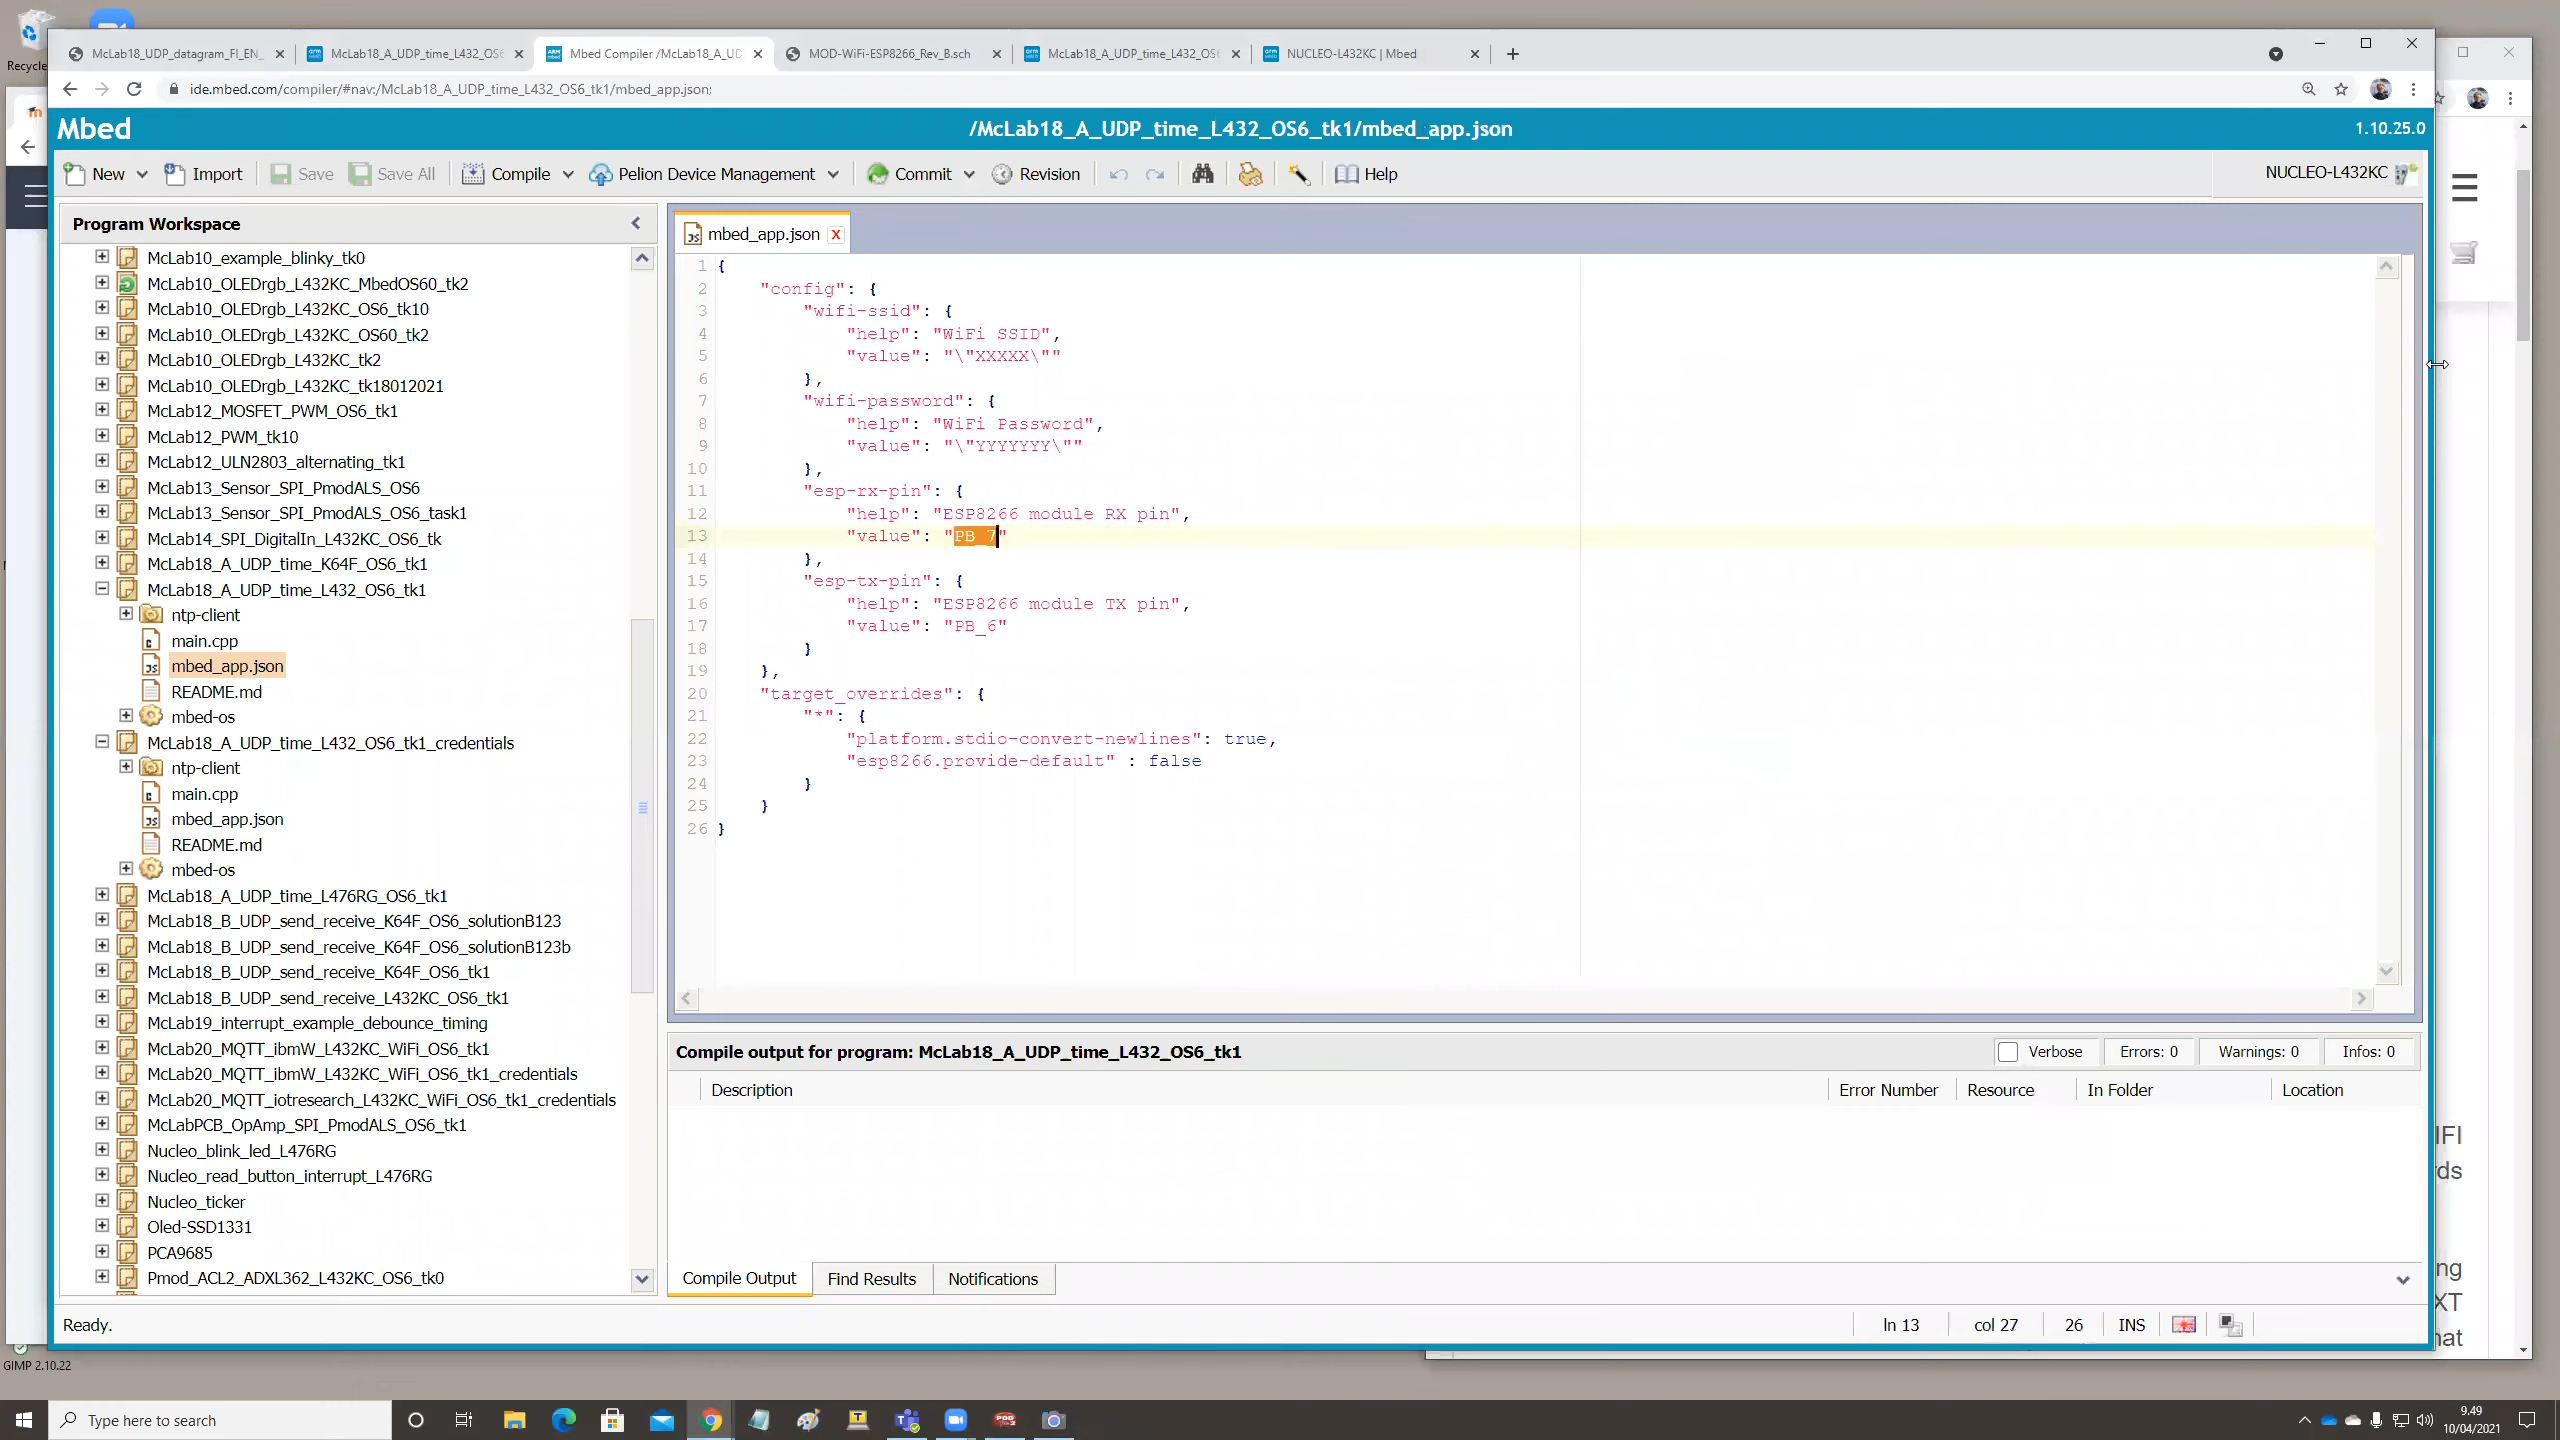 Recycle
McLab18_UDP_datagram_FI_EN_
McLab18_A_UDP_time_L432_OS6
Mbed Compiler /McLab18_A_UD
MOD-WiFi-ESP8266_Rev_B.sch
McLab18_A_UDP_time_L432_OS6
NUCLEO-L432KC | Mbed
ide.mbed.com/compiler/#nav:/McLab18_A_UDP_time_L432_OS6_tk1/mbed_app.json;
Mbed
/McLab18_A_UDP_time_L432_OS6_tk1/mbed_app.json
1.10.25.0
New
Import
Save
Save All
Compile
Pelion Device Management
Commit
Revision
Help
NUCLEO-L432KC
Program Workspace
McLab10_example_blinky_tk0
McLab10_OLEDrgb_L432KC_MbedOS60_tk2
McLab10_OLEDrgb_L432KC_OS6_tk10
McLab10_OLEDrgb_L432KC_OS60_tk2
McLab10_OLEDrgb_L432KC_tk2
McLab10_OLEDrgb_L432KC_tk18012021
McLab12_MOSFET_PWM_OS6_tk1
McLab12_PWM_tk10
McLab12_ULN2803_alternating_tk1
McLab13_Sensor_SPI_PmodALS_OS6
McLab13_Sensor_SPI_PmodALS_OS6_task1
McLab14_SPI_DigitalIn_L432KC_OS6_tk
McLab18_A_UDP_time_K64F_OS6_tk1
McLab18_A_UDP_time_L432_OS6_tk1
ntp-client
main.cpp
mbed_app.json
README.md
mbed-os
McLab18_A_UDP_time_L432_OS6_tk1_credentials
ntp-client
main.cpp
mbed_app.json
README.md
mbed-os
McLab18_A_UDP_time_L476RG_OS6_tk1
McLab18_B_UDP_send_receive_K64F_OS6_solutionB123
McLab18_B_UDP_send_receive_K64F_OS6_solutionB123b
McLab18_B_UDP_send_receive_K64F_OS6_tk1
McLab18_B_UDP_send_receive_L432KC_OS6_tk1
McLab19_interrupt_example_debounce_timing
McLab20_MQTT_ibmW_L432KC_WiFi_OS6_tk1
McLab20_MQTT_ibmW_L432KC_WiFi_OS6_tk1_credentials
McLab20_MQTT_iotresearch_L432KC_WiFi_OS6_tk1_credentials
McLabPCB_OpAmp_SPI_PmodALS_OS6_tk1
Nucleo_blink_led_L476RG
Nucleo_read_button_interrupt_L476RG
Nucleo_ticker
Oled-SSD1331
PCA9685
Pmod_ACL2_ADXL362_L432KC_OS6_tk0
mbed_app.json
1 {
2 "config": {
3 "wifi-ssid": {
4 "help": "WiFi SSID",
5 "value": "\"XXXXX\""
6 },
7 "wifi-password": {
8 "help": "WiFi Password",
9 "value": "\"YYYYYYY\""
10 },
11 "esp-rx-pin": {
12 "help": "ESP8266 module RX pin",
13 "value": "PB_7"
14 },
15 "esp-tx-pin": {
16 "help": "ESP8266 module TX pin",
17 "value": "PB_6"
18 }
19 },
20 "target_overrides": {
21 "*": {
22 "platform.stdio-convert-newlines": true,
23 "esp8266.provide-default" : false
24 }
25 }
26 }
Compile output for program: McLab18_A_UDP_time_L432_OS6_tk1
Verbose
Errors: 0
Warnings: 0
Infos: 0
Description
Error Number
Resource
In Folder
Location
Compile Output
Find Results
Notifications
Ready.
ln 13
col 27
26
INS
IFI
rds
ng
XT
hat
GIMP 2.10.22
Type here to search
9.49
10/04/2021